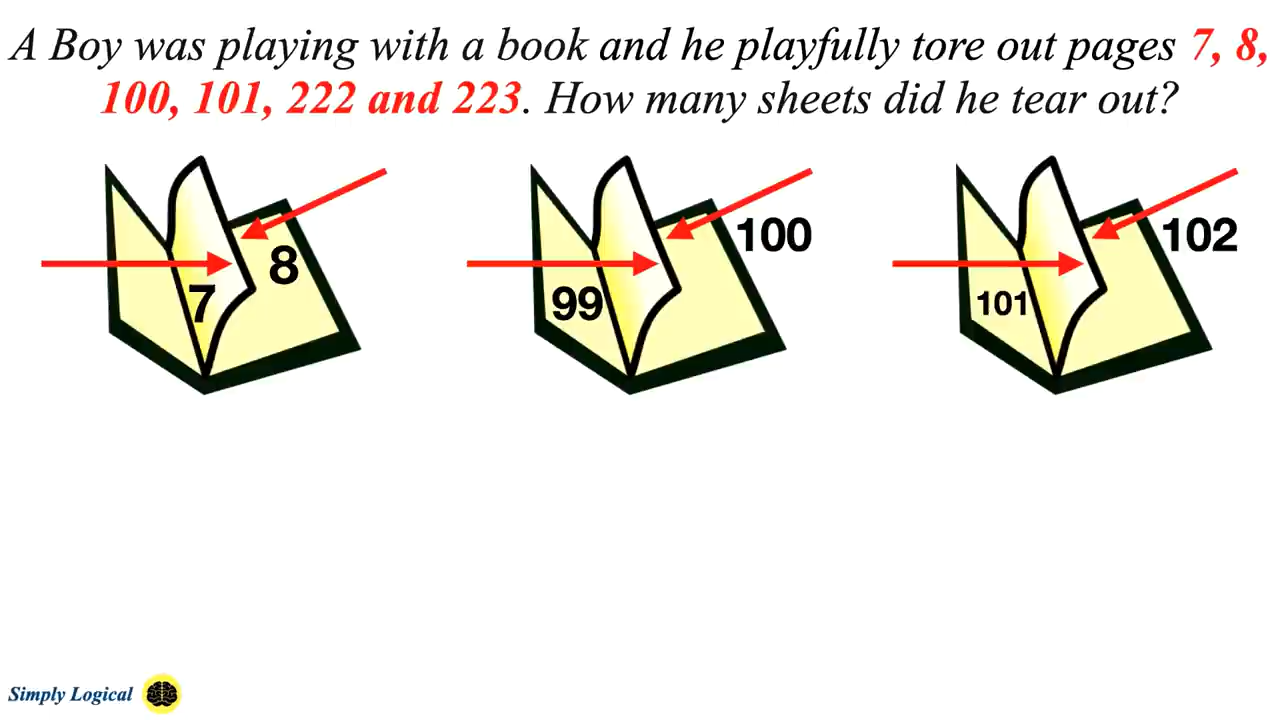 A Boy was playing with a book and he playfully tore out pages 7, 8,
100, 101, 222 and 223. How many sheets did he tear out?
7
8
99
100
101
102
Simply Logical